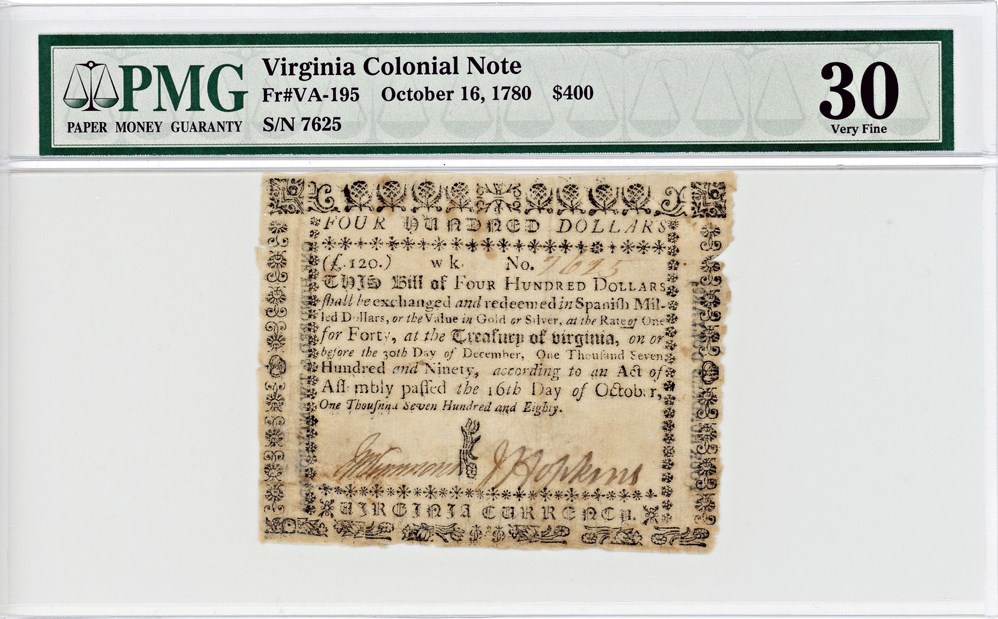 PMG
PAPER MONEY GUARANTY
Virginia Colonial Note
Fr#VA-195 October 16, 1780 $400
S/N 7625
30
Very Fine
FOUR HUNDRED DOLLARS
(£.120.) wk. No. 7625
THIS Bill of FOUR HUNDRED DOLLARS
ſhall be exchanged and redeemed in Spaniſh Mil-
led Dollars, or the Value in Gold or Silver, at the Rate of One
for Forty, at the Treaſury of Virginia, on or
before the 30th Day of December, One Thouſand Seven
Hundred and Ninety, according to an Act of
Aſſembly paſſed the 16th Day of October,
One Thouſand Seven Hundred and Eighty.
J Hopkins
VIRGINIA CURRENCY.